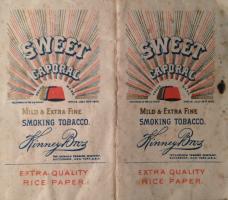 SWEET
CAPORAL
MILD & EXTRA FINE
SMOKING TOBACCO.
Kinney Bros
EXTRA QUALITY
RICE PAPER.
SWEET
CAPORAL
MILD & EXTRA FINE
SMOKING TOBACCO.
Kinney Bros
EXTRA QUALITY
RICE PAPER.